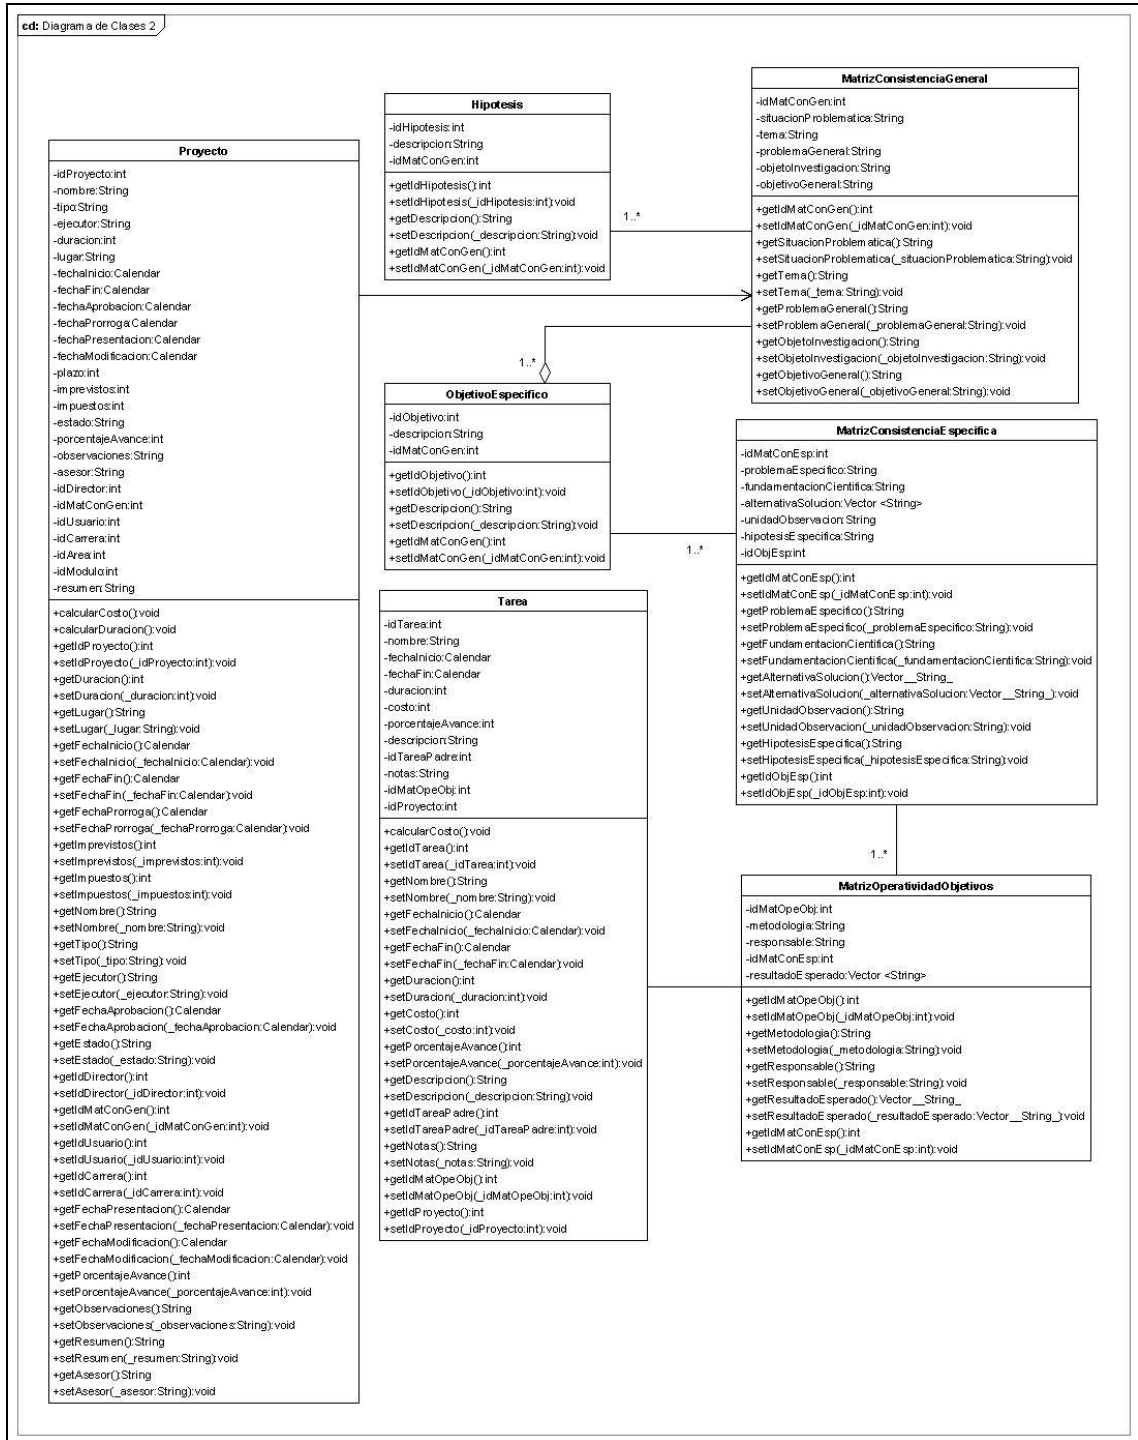 cd: Diagrama de Clases 2
Proyecto
-idProyecto:int
-nombre:String
-tipo:String
-ejecutor:String
-duracion:int
-lugar:String
-fechaInicio:Calendar
-fechaFin:Calendar
-fechaAprobacion:Calendar
-fechaProrroga:Calendar
-fechaPresentacion:Calendar
-fechaModificacion:Calendar
-plazo:int
-imprevistos:int
-impuestos:int
-estado:String
-porcentajeAvance:int
-observaciones:String
-asesor:String
-idDirector:int
-idMatConGen:int
-idUsuario:int
-idCarrera:int
-idArea:int
-idModulo:int
-resumen:String
+calcularCosto():void
+calcularDuracion():void
+getIdProyecto():int
+setIdProyecto(_idProyecto:int):void
+getDuracion():int
+setDuracion(_duracion:int):void
+getLugar():String
+setLugar(_lugar:String):void
+getFechaInicio():Calendar
+setFechaInicio(_fechaInicio:Calendar):void
+getFechaFin():Calendar
+setFechaFin(_fechaFin:Calendar):void
+getFechaProrroga():Calendar
+setFechaProrroga(_fechaProrroga:Calendar):void
+getImprevistos():int
+setImprevistos(_imprevistos:int):void
+getImpuestos():int
+setImpuestos(_impuestos:int):void
+getNombre():String
+setNombre(_nombre:String):void
+getTipo():String
+setTipo(_tipo:String):void
+getEjecutor():String
+setEjecutor(_ejecutor:String):void
+getFechaAprobacion():Calendar
+setFechaAprobacion(_fechaAprobacion:Calendar):void
+getEstado():String
+setEstado(_estado:String):void
+getIdDirector():int
+setIdDirector(_idDirector:int):void
+getIdMatConGen():int
+setIdMatConGen(_idMatConGen:int):void
+getIdUsuario():int
+setIdUsuario(_idUsuario:int):void
+getIdCarrera():int
+setIdCarrera(_idCarrera:int):void
+getFechaPresentacion():Calendar
+setFechaPresentacion(_fechaPresentacion:Calendar):void
+getFechaModificacion():Calendar
+setFechaModificacion(_fechaModificacion:Calendar):void
+getPorcentajeAvance():int
+setPorcentajeAvance(_porcentajeAvance:int):void
+getObservaciones():String
+setObservaciones(_observaciones:String):void
+getResumen():String
+setResumen(_resumen:String):void
+getAsesor():String
+setAsesor(_asesor:String):void
Hipotesis
-idHipotesis:int
-descripcion:String
-idMatConGen:int
+getIdHipotesis():int
+setIdHipotesis(_idHipotesis:int):void
+getDescripcion():String
+setDescripcion(_descripcion:String):void
+getIdMatConGen():int
+setIdMatConGen(_idMatConGen:int):void
1..*
MatrizConsistenciaGeneral
-idMatConGen:int
-situacionProblematica:String
-tema:String
-problemaGeneral:String
-objetoInvestigacion:String
-objetivoGeneral:String
+getIdMatConGen():int
+setIdMatConGen(_idMatConGen:int):void
+getSituacionProblematica():String
+setSituacionProblematica(_situacionProblematica:String):void
+getTema():String
+setTema(_tema:String):void
+getProblemaGeneral():String
+setProblemaGeneral(_problemaGeneral:String):void
+getObjetoInvestigacion():String
+setObjetoInvestigacion(_objetoInvestigacion:String):void
+getObjetivoGeneral():String
+setObjetivoGeneral(_objetivoGeneral:String):void
1..*
ObjetivoEspecifico
-idObjetivo:int
-descripcion:String
-idMatConGen:int
+getIdObjetivo():int
+setIdObjetivo(_idObjetivo:int):void
+getDescripcion():String
+setDescripcion(_descripcion:String):void
+getIdMatConGen():int
+setIdMatConGen(_idMatConGen:int):void
1..*
MatrizConsistenciaEspecifica
-idMatConEsp:int
-problemaEspecifico:String
-fundamentacionCientifica:String
-alternativaSolucion:Vector <String>
-unidadObservacion:String
-hipotesisEspecifica:String
-idObjEsp:int
+getIdMatConEsp():int
+setIdMatConEsp(_idMatConEsp:int):void
+getProblemaEspecifico():String
+setProblemaEspecifico(_problemaEspecifico:String):void
+getFundamentacionCientifica():String
+setFundamentacionCientifica(_fundamentacionCientifica:String):void
+getAlternativaSolucion():Vector__String_
+setAlternativaSolucion(_alternativaSolucion:Vector__String_):void
+getUnidadObservacion():String
+setUnidadObservacion(_unidadObservacion:String):void
+getHipotesisEspecifica():String
+setHipotesisEspecifica(_hipotesisEspecifica:String):void
+getIdObjEsp():int
+setIdObjEsp(_idObjEsp:int):void
Tarea
-idTarea:int
-nombre:String
-fechaInicio:Calendar
-fechaFin:Calendar
-duracion:int
-costo:int
-porcentajeAvance:int
-descripcion:String
-idTareaPadre:int
-notas:String
-idMatOpeObj:int
-idProyecto:int
+calcularCosto():void
+getIdTarea():int
+setIdTarea(_idTarea:int):void
+getNombre():String
+setNombre(_nombre:String):void
+getFechaInicio():Calendar
+setFechaInicio(_fechaInicio:Calendar):void
+getFechaFin():Calendar
+setFechaFin(_fechaFin:Calendar):void
+getDuracion():int
+setDuracion(_duracion:int):void
+getCosto():int
+setCosto(_costo:int):void
+getPorcentajeAvance():int
+setPorcentajeAvance(_porcentajeAvance:int):void
+getDescripcion():String
+setDescripcion(_descripcion:String):void
+getIdTareaPadre():int
+setIdTareaPadre(_idTareaPadre:int):void
+getNotas():String
+setNotas(_notas:String):void
+getIdMatOpeObj():int
+setIdMatOpeObj(_idMatOpeObj:int):void
+getIdProyecto():int
+setIdProyecto(_idProyecto:int):void
1..*
MatrizOperatividadObjetivos
-idMatOpeObj:int
-metodologia:String
-responsable:String
-idMatConEsp:int
-resultadoEsperado:Vector <String>
+getIdMatOpeObj():int
+setIdMatOpeObj(_idMatOpeObj:int):void
+getMetodologia():String
+setMetodologia(_metodologia:String):void
+getResponsable():String
+setResponsable(_responsable:String):void
+getResultadoEsperado():Vector__String_
+setResultadoEsperado(_resultadoEsperado:Vector__String_):void
+getIdMatConEsp():int
+setIdMatConEsp(_idMatConEsp:int):void